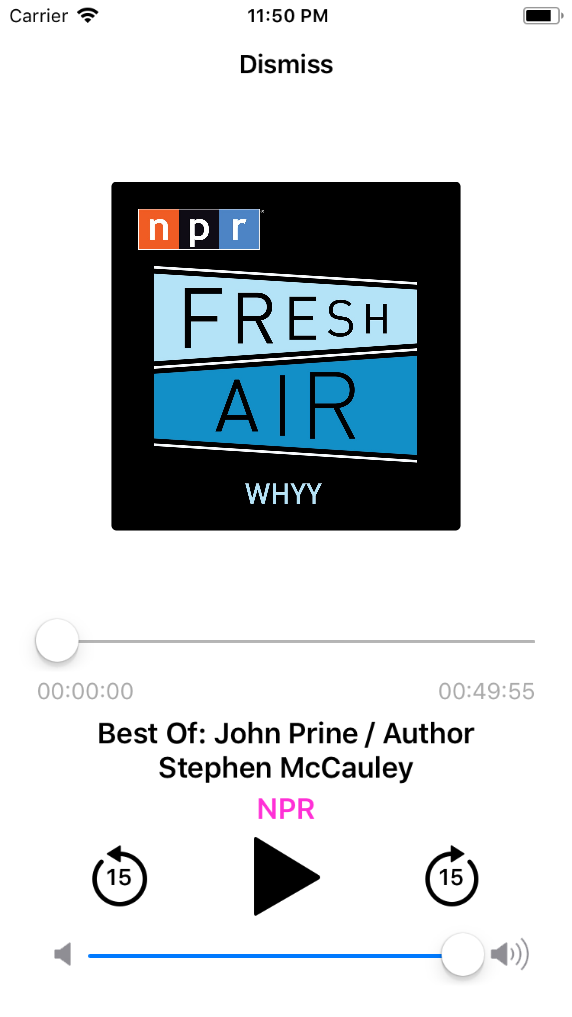 Carrier 11:50 PM
Dismiss
npr
FRESH
AIR
WHYY
00:00:00 00:49:55
Best Of: John Prine / Author
Stephen McCauley
NPR
15 15